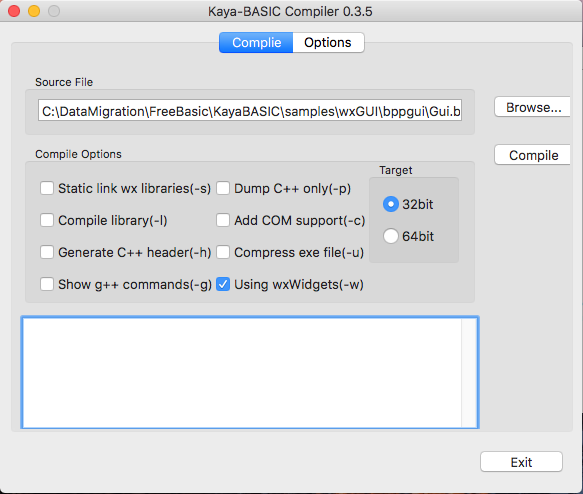 Kaya-BASIC Compiler 0.3.5
Complie Options
Source File
C:\DataMigration\FreeBasic\KayaBASIC\samples\wxGUI\bppgui\Gui.b
Browse...
Compile
Compile Options
Target
Static link wx libraries(-s) Dump C++ only(-p)
32bit
Compile library(-l) Add COM support(-c)
64bit
Generate C++ header(-h) Compress exe file(-u)
Show g++ commands(-g) Using wxWidgets(-w)
Exit